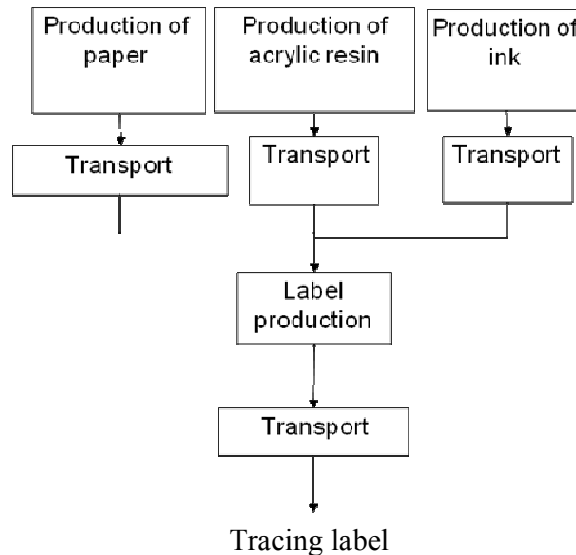 Production of
paper
Production of
acrylic resin
Production of
ink
Transport
Transport
Transport
Label
production
Transport
Tracing label